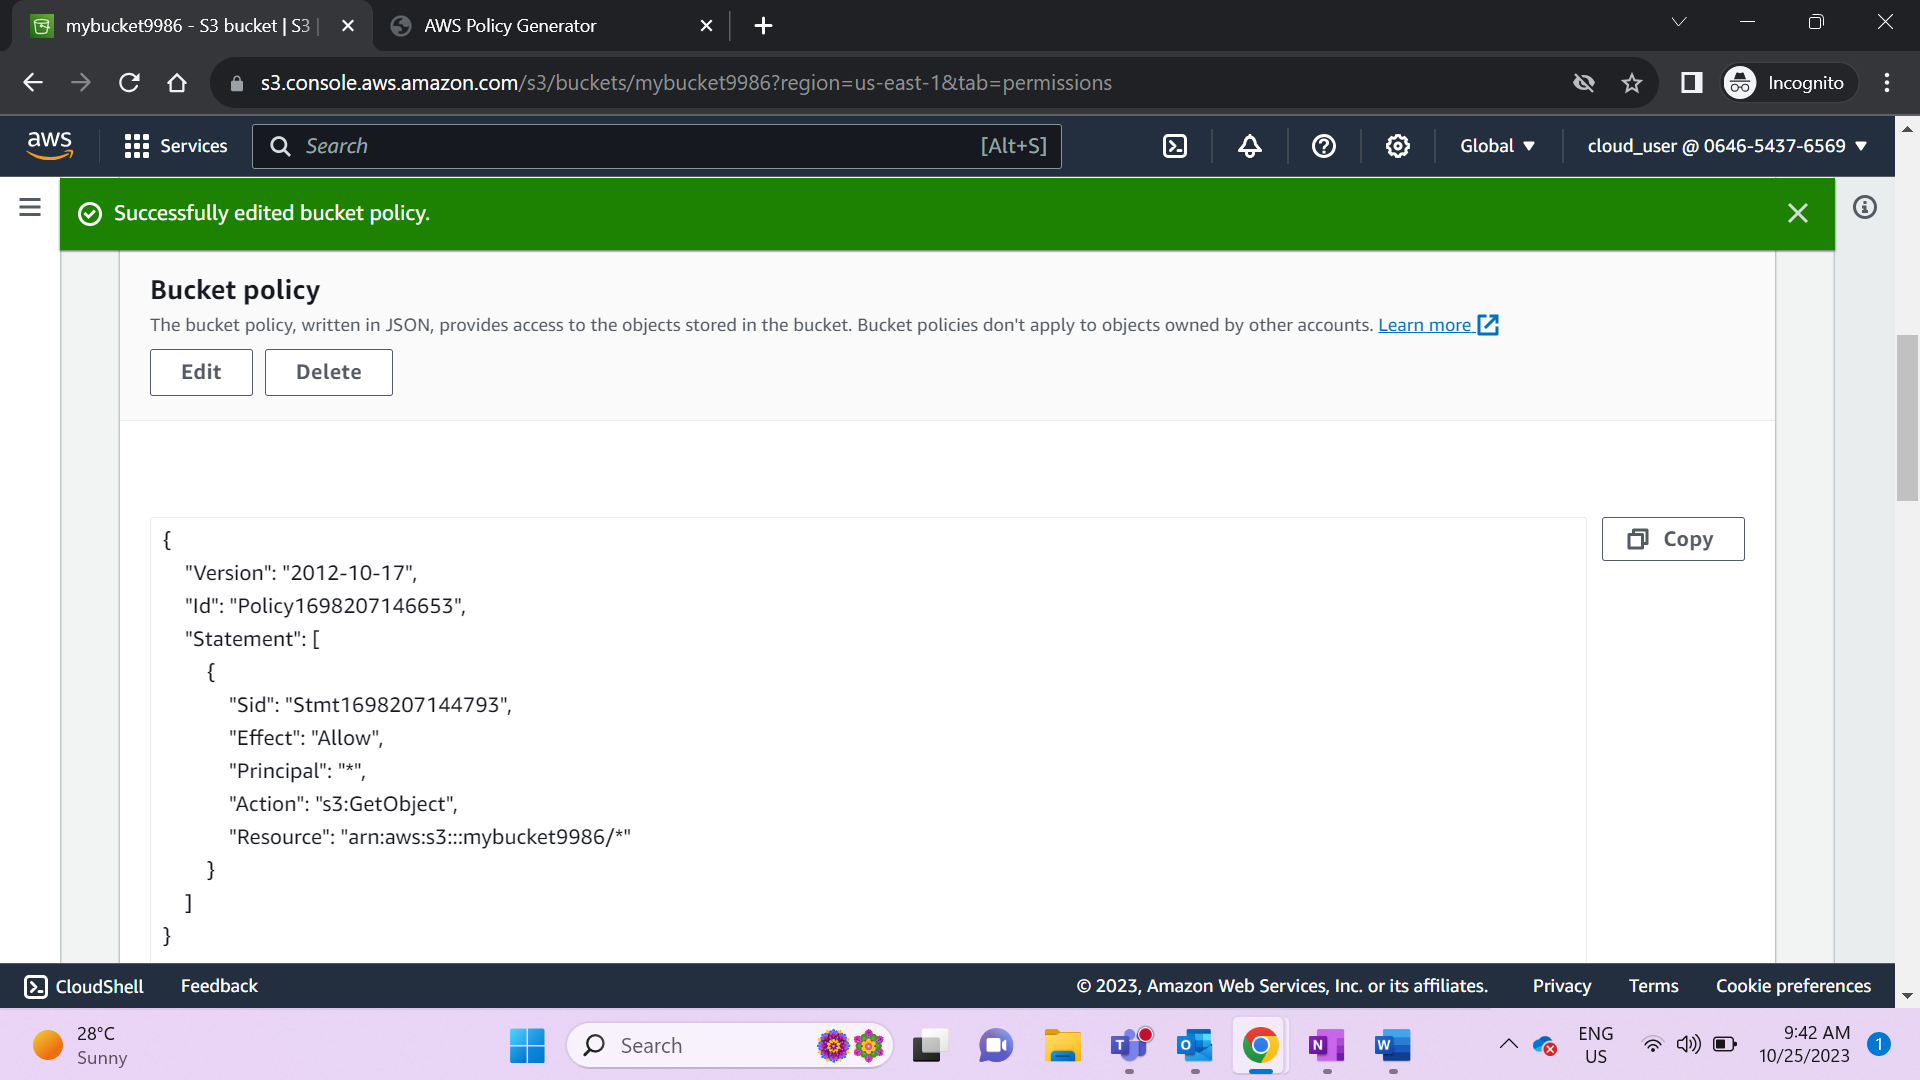 mybucket9986 - S3 bucket | S3 |
AWS Policy Generator
s3.console.aws.amazon.com/s3/buckets/mybucket9986?region=us-east-1&tab=permissions
Incognito
aws
Services
Search
[Alt+S]
Global
cloud_user @ 0646-5437-6569
Successfully edited bucket policy.
Bucket policy
The bucket policy, written in JSON, provides access to the objects stored in the bucket. Bucket policies don't apply to objects owned by other accounts. Learn more
Edit
Delete
Copy
{
"Version": "2012-10-17",
"Id": "Policy1698207146653",
"Statement": [
{
"Sid": "Stmt1698207144793",
"Effect": "Allow",
"Principal": "*",
"Action": "s3:GetObject",
"Resource": "arn:aws:s3:::mybucket9986/*"
}
]
}
CloudShell
Feedback
© 2023, Amazon Web Services, Inc. or its affiliates.
Privacy
Terms
Cookie preferences
28°C
Sunny
Search
ENG
US
9:42 AM
10/25/2023
1